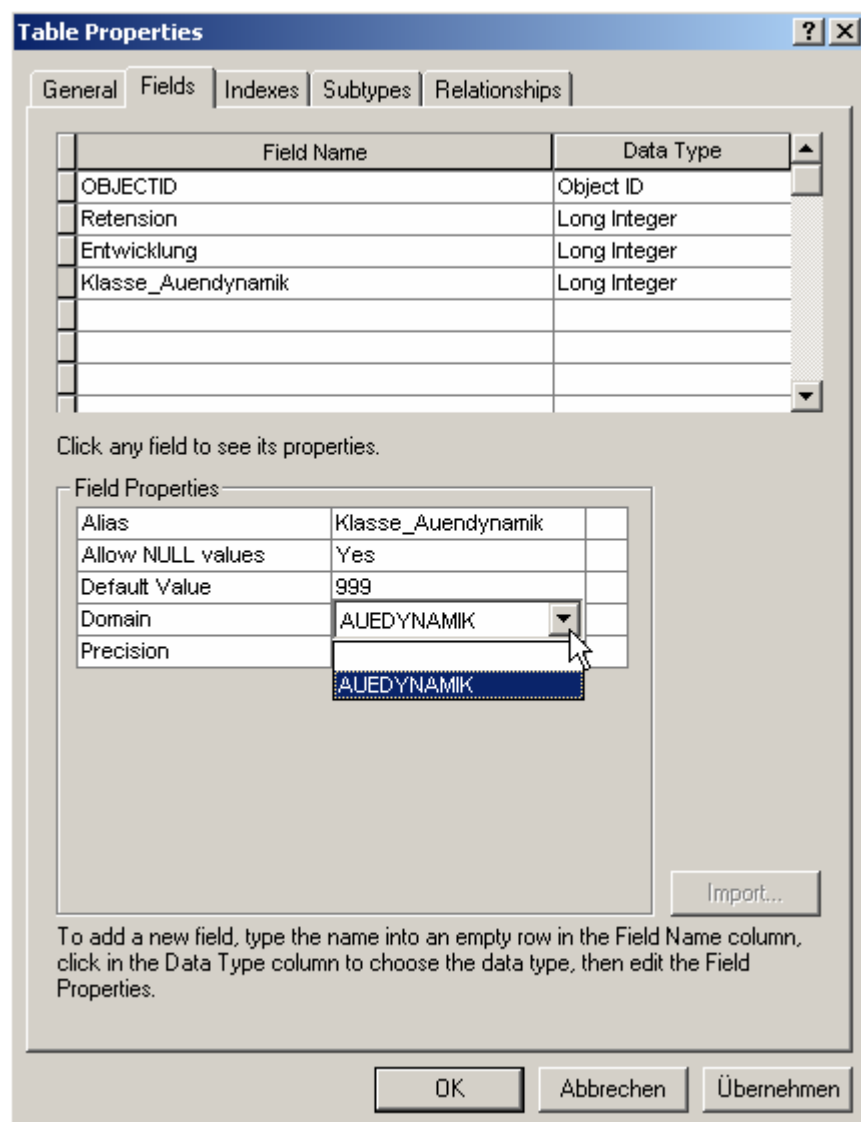 Table Properties
General Fields Indexes Subtypes Relationships
Field Name Data Type
OBJECTID Object ID
Retension Long Integer
Entwicklung Long Integer
Klasse_Auendynamik Long Integer
Click any field to see its properties.
Field Properties
Alias Klasse_Auendynamik
Allow NULL values Yes
Default Value 999
Domain AUEDYNAMIK
Precision
AUEDYNAMIK
Import...
To add a new field, type the name into an empty row in the Field Name column,
click in the Data Type column to choose the data type, then edit the Field
Properties.
OK Abbrechen Übernehmen